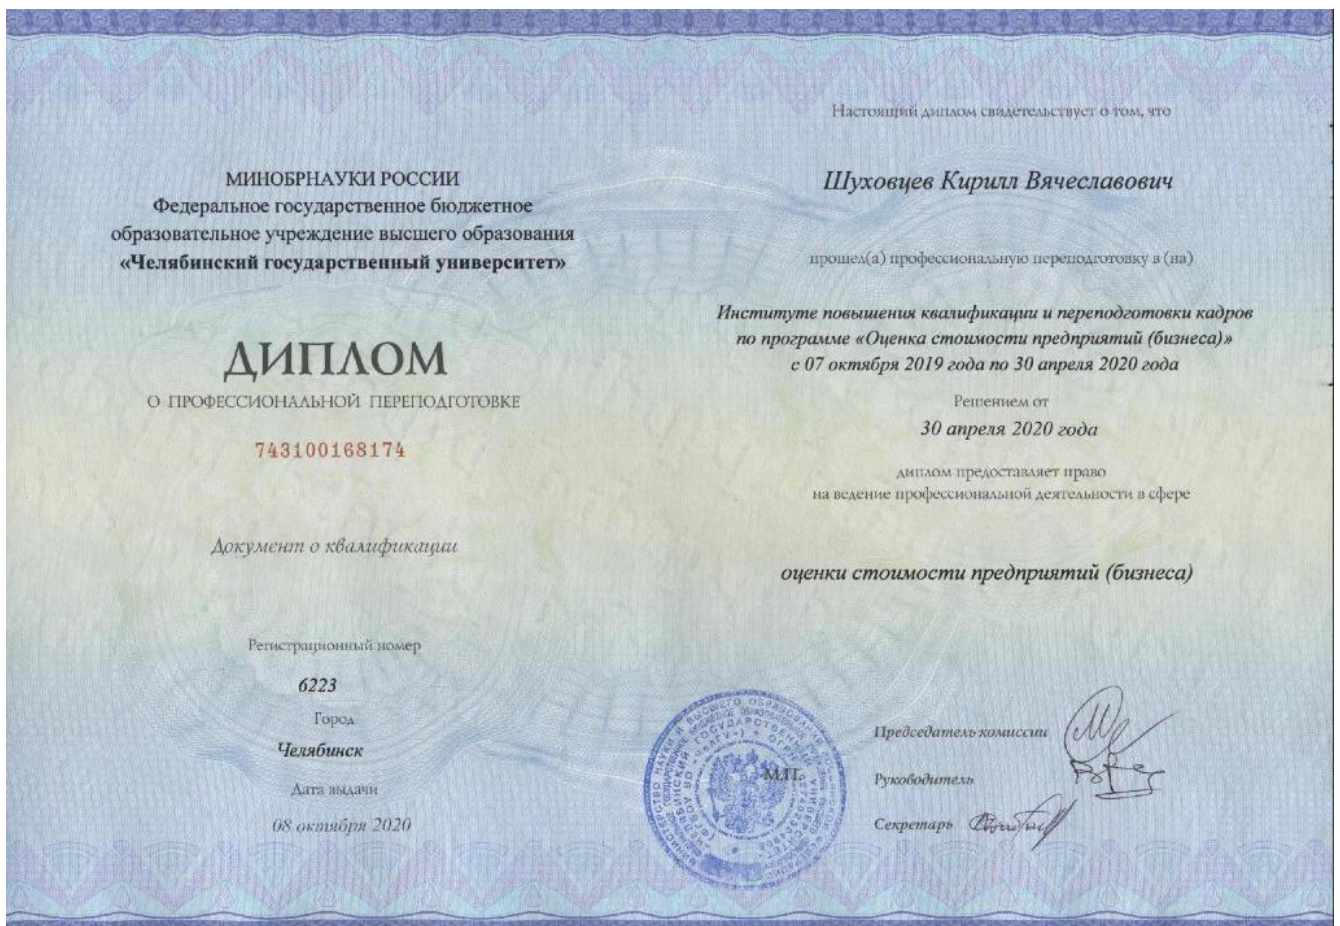 МИНОБРНАУКИ РОССИИ
Федеральное государственное бюджетное
образовательное учреждение высшего образования
«Челябинский государственный университет»
ДИПЛОМ
О ПРОФЕССИОНАЛЬНОЙ ПЕРЕПОДГОТОВКЕ
743100168174
Документ о квалификации
Регистрационный номер
6223
Город
Челябинск
Дата выдачи
08 октября 2020
Настоящий диплом свидетельствует о том, что
Шуховцев Кирилл Вячеславович
прошел(а) профессиональную переподготовку в (на)
Институте повышения квалификации и переподготовки кадров
по программе «Оценка стоимости предприятий (бизнеса)»
с 07 октября 2019 года по 30 апреля 2020 года
Решением от
30 апреля 2020 года
диплом предоставляет право
на ведение профессиональной деятельности в сфере
оценки стоимости предприятий (бизнеса)
Председатель комиссии
М.П.
Руководитель
Секретарь